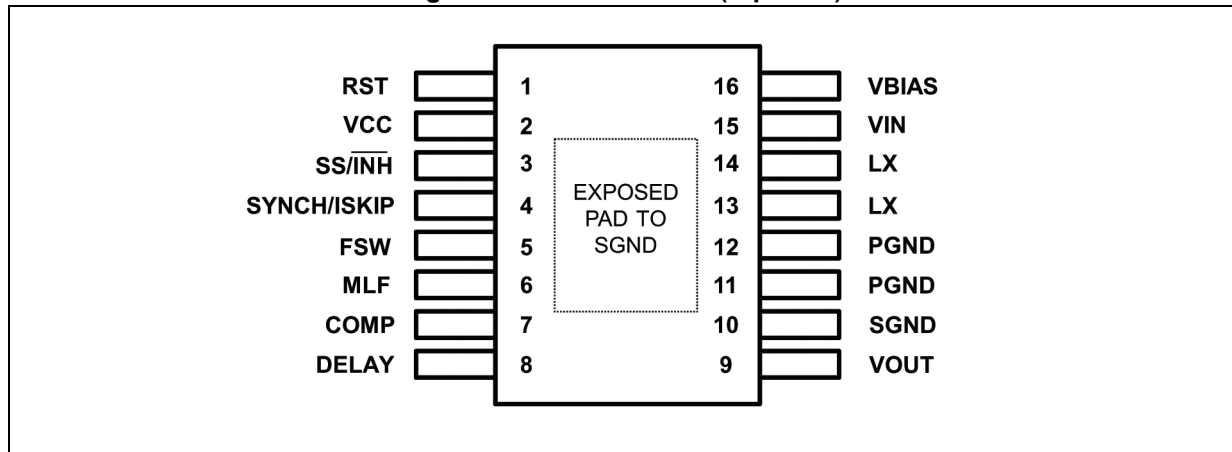 RST 1 16 VBIAS
VCC 2 15 VIN
SS/INH 3 14 LX
SYNCH/ISKIP 4 13 LX
FSW 5 12 PGND
MLF 6 11 PGND
COMP 7 10 SGND
DELAY 8 9 VOUT
EXPOSED
PAD TO
SGND